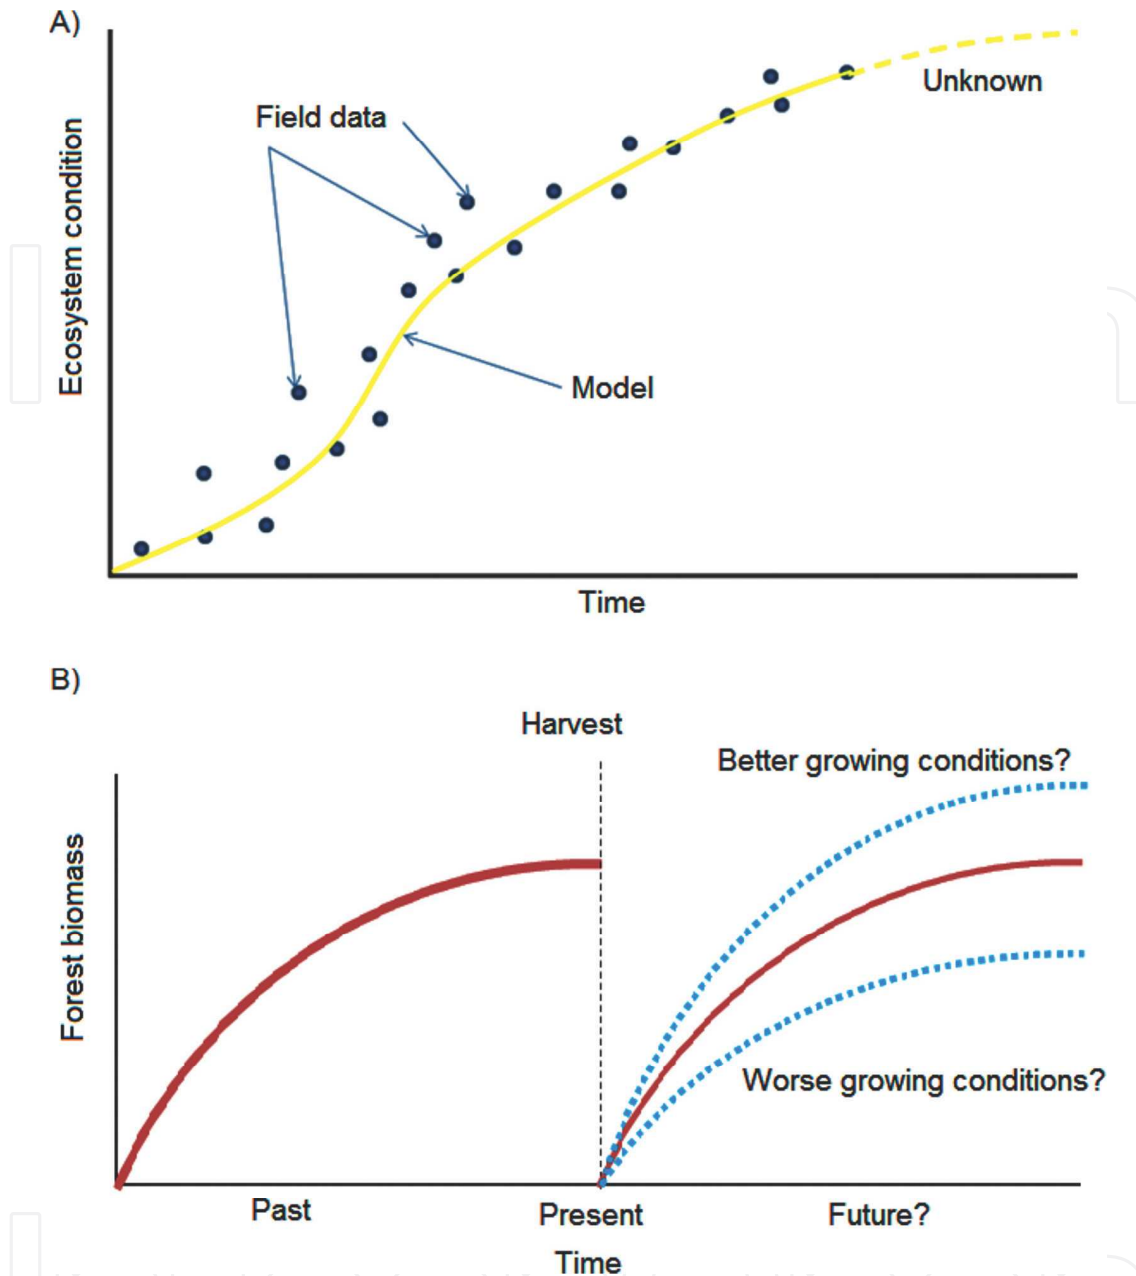 A)
Unknown
Field data
Ecosystem condition
Model
Time
B)
Harvest
Better growing conditions?
Forest biomass
Worse growing conditions?
Past
Present
Future?
Time